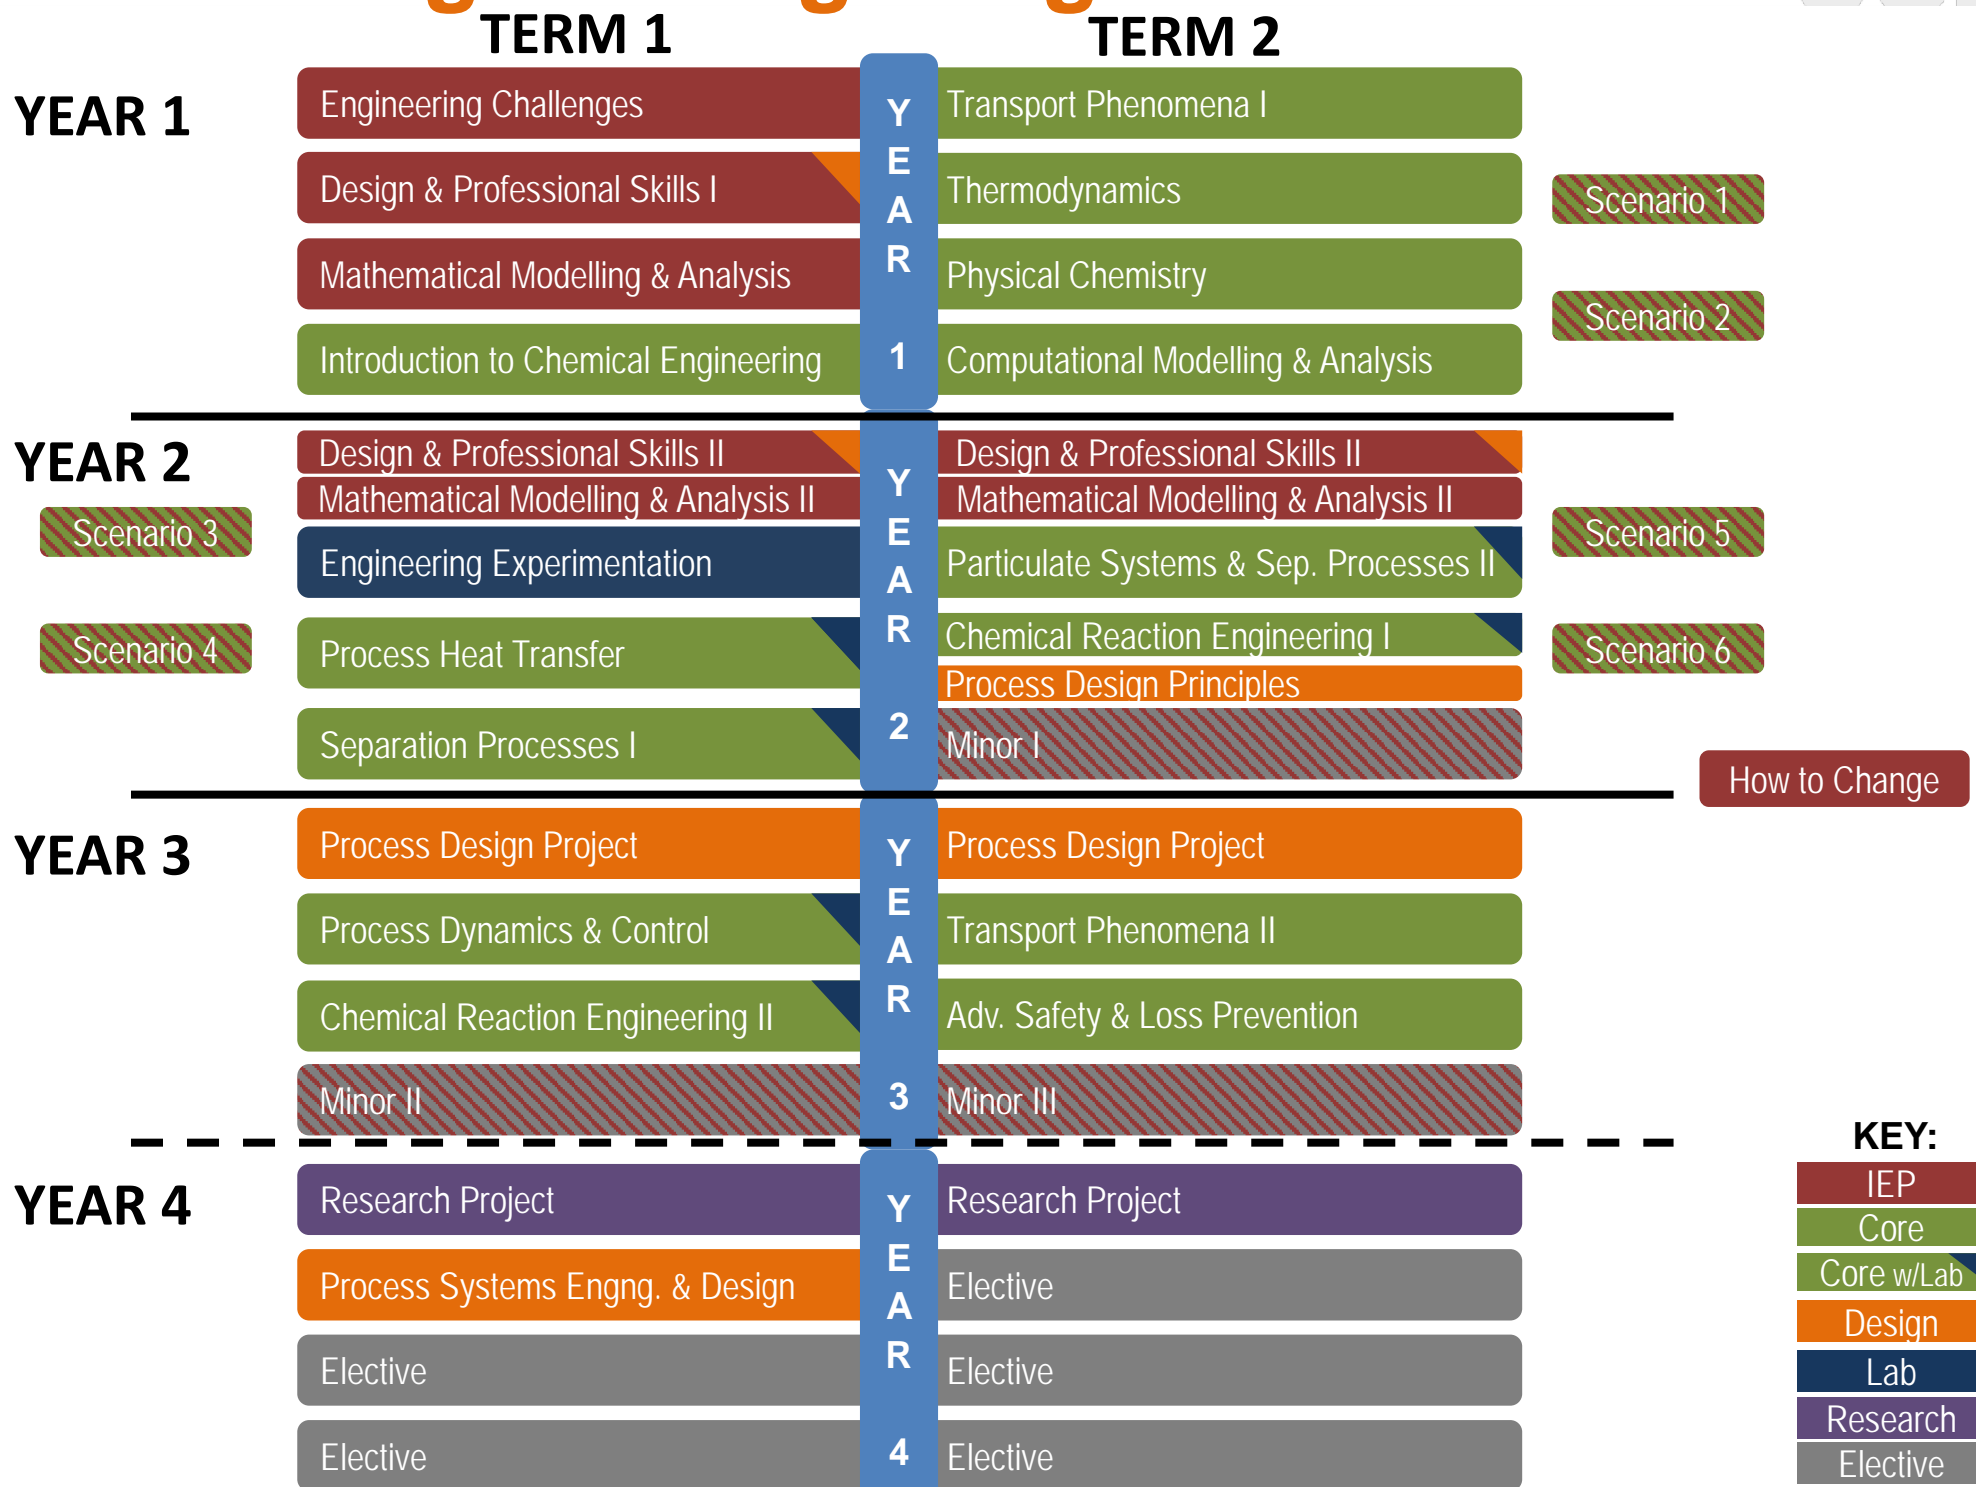 TERM 1
TERM 2
YEAR 1
Engineering Challenges
Transport Phenomena I
Design & Professional Skills I
Thermodynamics
Scenario 1
Mathematical Modelling & Analysis
Physical Chemistry
Scenario 2
Introduction to Chemical Engineering
Computational Modelling & Analysis
YEAR 1
YEAR 2
Design & Professional Skills II
Design & Professional Skills II
Mathematical Modelling & Analysis II
Mathematical Modelling & Analysis II
Scenario 3
Engineering Experimentation
Particulate Systems & Sep. Processes II
Scenario 5
Scenario 4
Process Heat Transfer
Chemical Reaction Engineering I
Scenario 6
Process Design Principles
Separation Processes I
Minor I
YEAR 2
How to Change
YEAR 3
Process Design Project
Process Design Project
Process Dynamics & Control
Transport Phenomena II
Chemical Reaction Engineering II
Adv. Safety & Loss Prevention
Minor II
Minor III
YEAR 3
YEAR 4
Research Project
Research Project
Process Systems Engng. & Design
Elective
Elective
Elective
Elective
Elective
YEAR 4
KEY:
IEP
Core
Core w/Lab
Design
Lab
Research
Elective